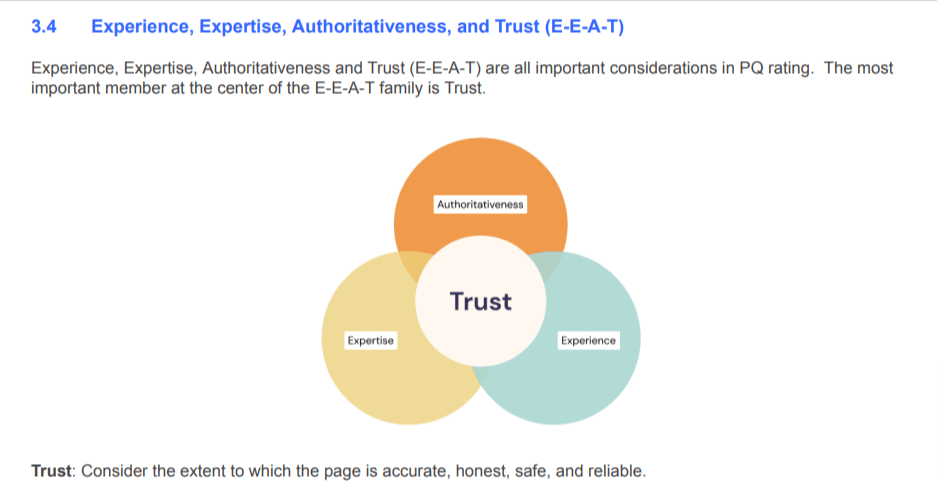 3.4 Experience, Expertise, Authoritativeness, and Trust (E-E-A-T)
Experience, Expertise, Authoritativeness and Trust (E-E-A-T) are all important considerations in PQ rating. The most
important member at the center of the E-E-A-T family is Trust.
Authoritativeness
Trust
Expertise
Experience
Trust: Consider the extent to which the page is accurate, honest, safe, and reliable.